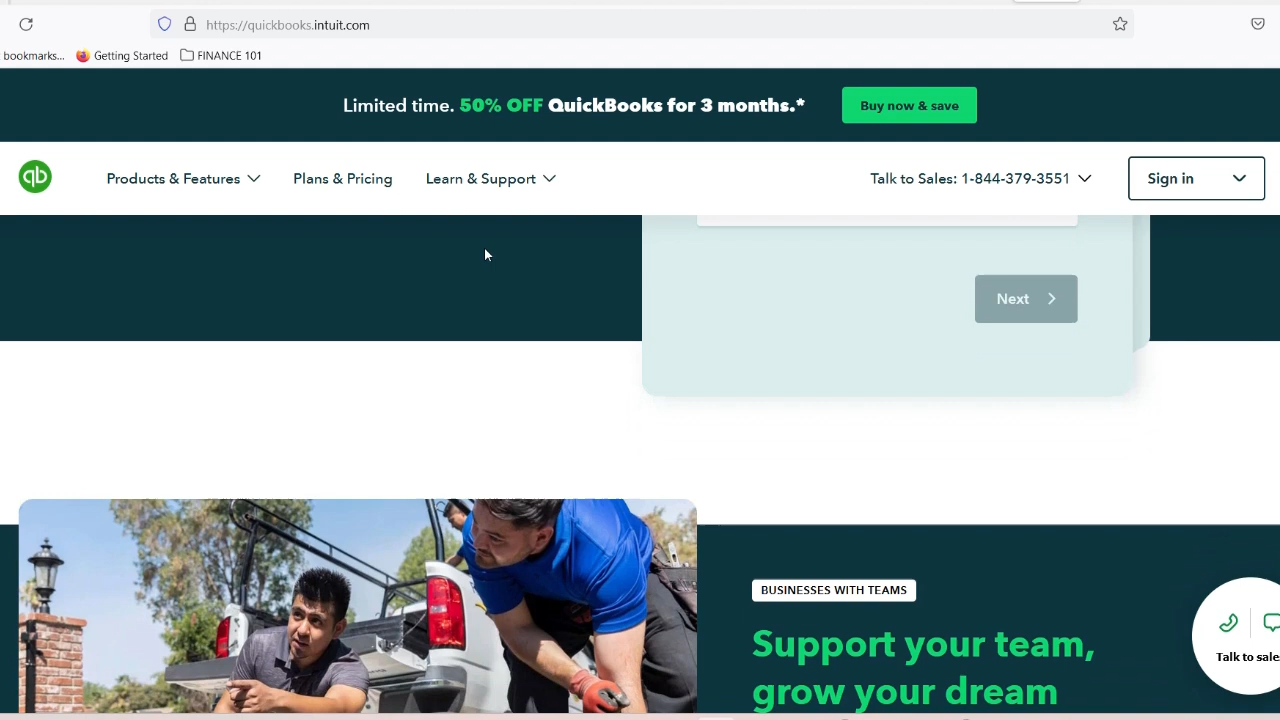 https://quickbooks.intuit.com
bookmarks... Getting Started FINANCE 101
Limited time. 50% OFF QuickBooks for 3 months.* Buy now & save
qb Products & Features Plans & Pricing Learn & Support Talk to Sales: 1-844-379-3551 Sign in
Next
BUSINESSES WITH TEAMS
Support your team,
grow your dream
Talk to sale